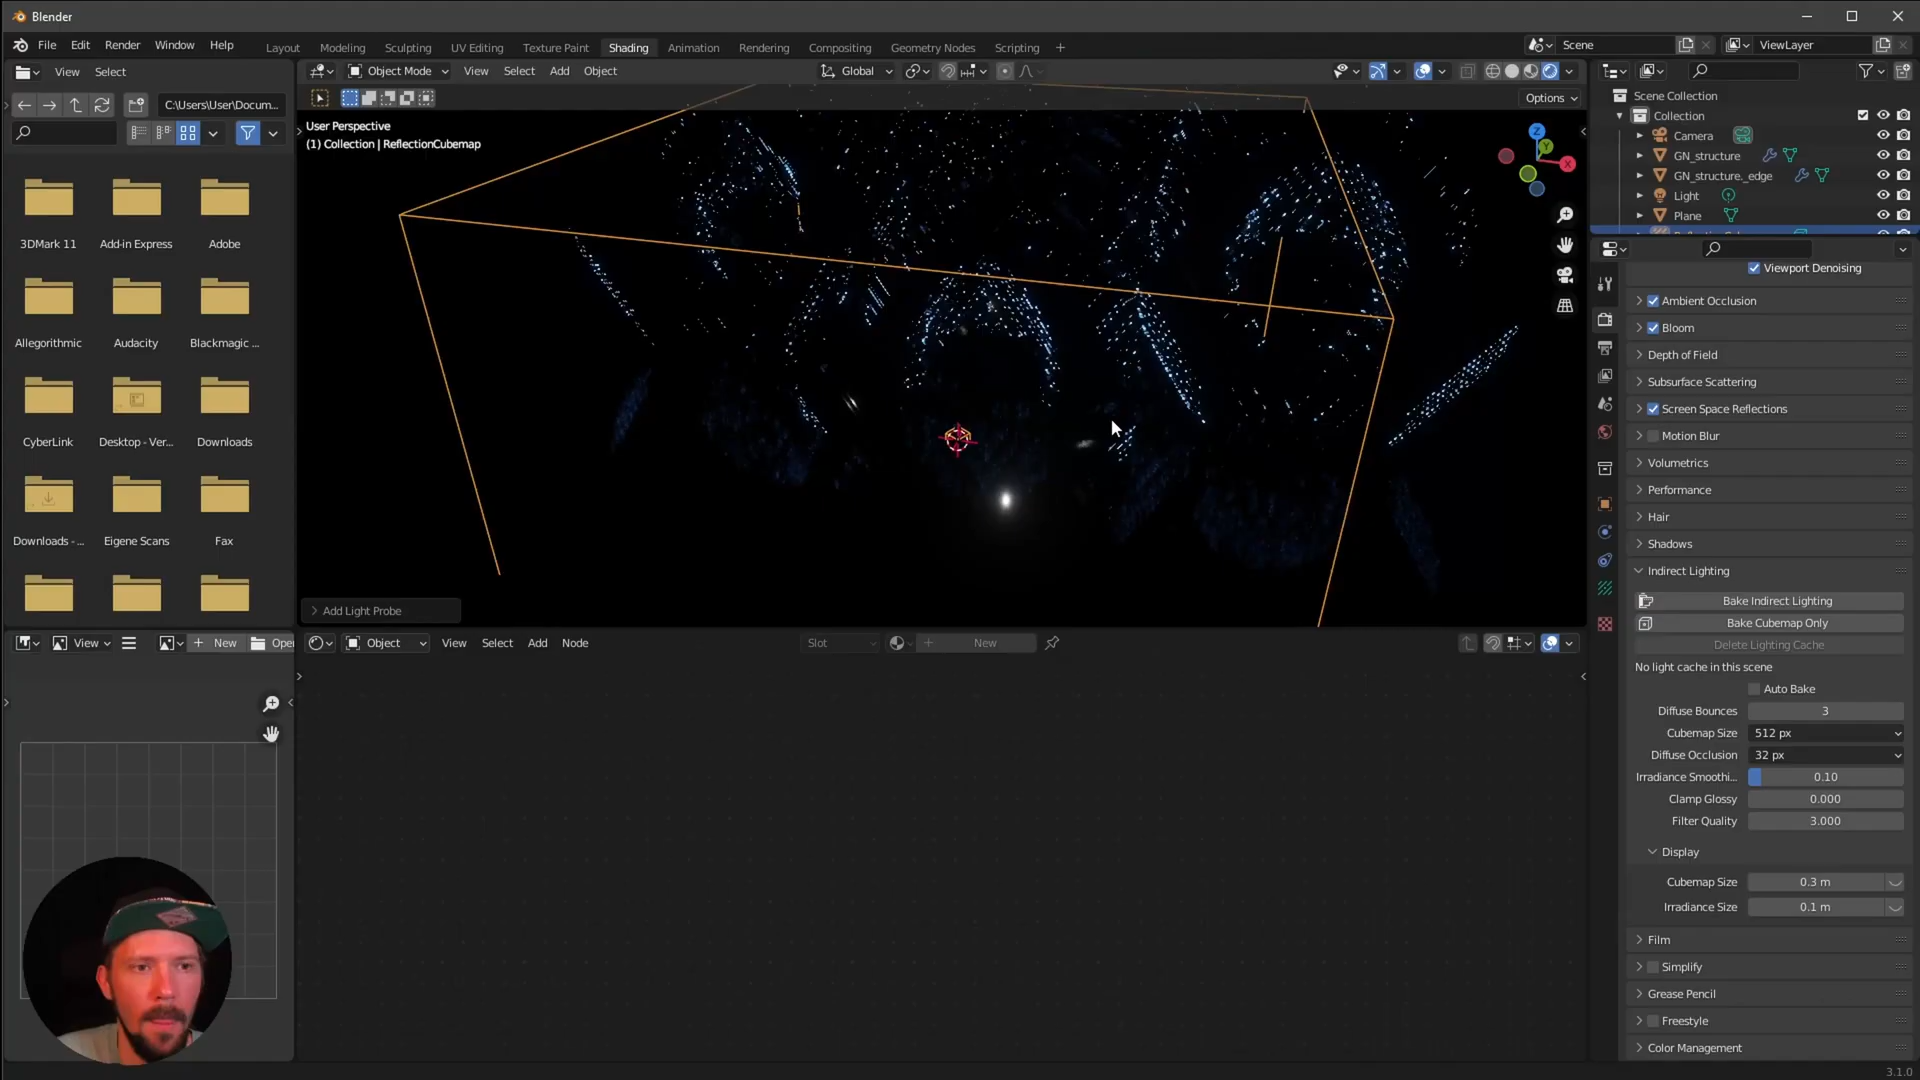 Blender
File Edit Render Window Help
Layout Modeling Sculpting UV Editing Texture Paint Shading Animation Rendering Compositing Geometry Nodes Scripting
Scene ViewLayer
View Select
Object Mode View Select Add Object
Global
C:\Users\User\Docum...
Options
User Perspective
(1) Collection | ReflectionCubemap
Z
Y
X
3DMark 11 Add-in Express Adobe
Allegorithmic Audacity Blackmagic ...
CyberLink Desktop - Ver... Downloads
Downloads - ... Eigene Scans Fax
Add Light Probe
Scene Collection
Collection
Camera
GN_structure
GN_structure._edge
Light
Plane
Viewport Denoising
Ambient Occlusion
Bloom
Depth of Field
Subsurface Scattering
Screen Space Reflections
Motion Blur
Volumetrics
Performance
Hair
Shadows
Indirect Lighting
Bake Indirect Lighting
Bake Cubemap Only
Delete Lighting Cache
No light cache in this scene
Auto Bake
Diffuse Bounces 3
Cubemap Size 512 px
Diffuse Occlusion 32 px
Irradiance Smoothi... 0.10
Clamp Glossy 0.000
Filter Quality 3.000
Display
Cubemap Size 0.3 m
Irradiance Size 0.1 m
Film
Simplify
Grease Pencil
Freestyle
Color Management
View New Open
Object View Select Add Node
Slot New
3.1.0